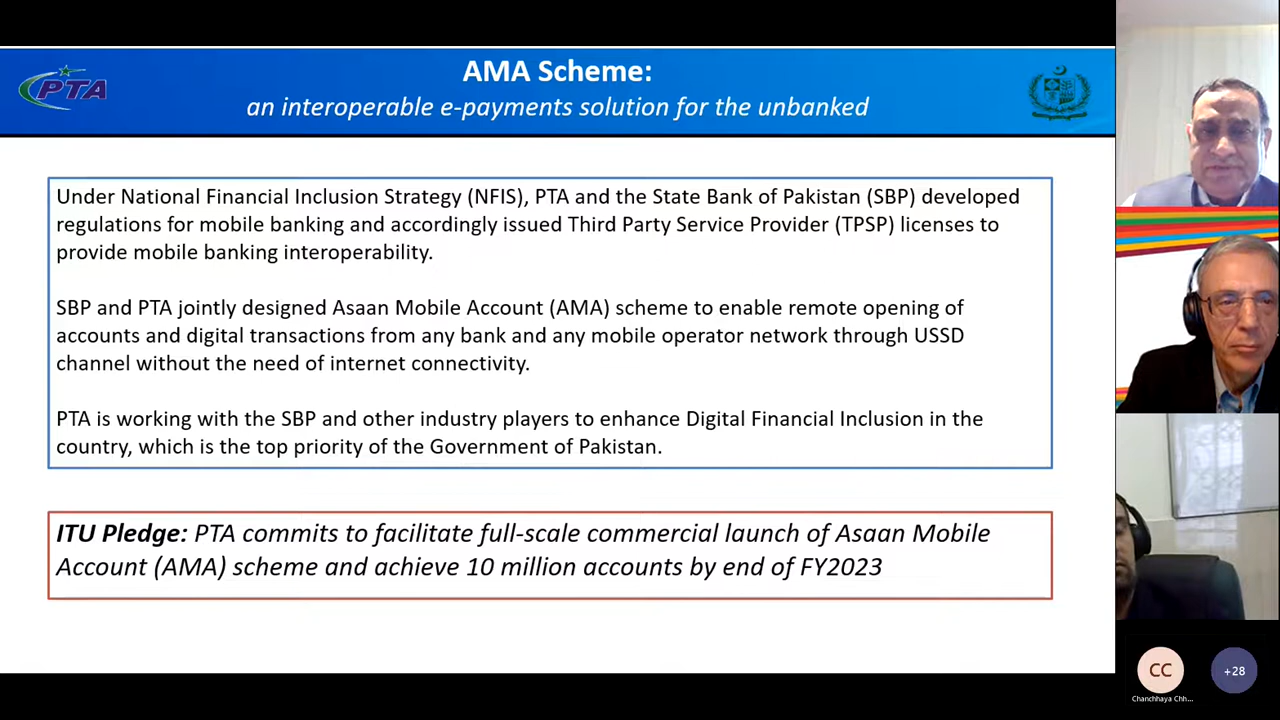 PTA
AMA Scheme:
an interoperable e-payments solution for the unbanked
Under National Financial Inclusion Strategy (NFIS), PTA and the State Bank of Pakistan (SBP) developed
regulations for mobile banking and accordingly issued Third Party Service Provider (TPSP) licenses to
provide mobile banking interoperability.
SBP and PTA jointly designed Asaan Mobile Account (AMA) scheme to enable remote opening of
accounts and digital transactions from any bank and any mobile operator network through USSD
channel without the need of internet connectivity.
PTA is working with the SBP and other industry players to enhance Digital Financial Inclusion in the
country, which is the top priority of the Government of Pakistan.
ITU Pledge: PTA commits to facilitate full-scale commercial launch of Asaan Mobile
Account (AMA) scheme and achieve 10 million accounts by end of FY2023
CC
+28
Chanchhaya Chh...